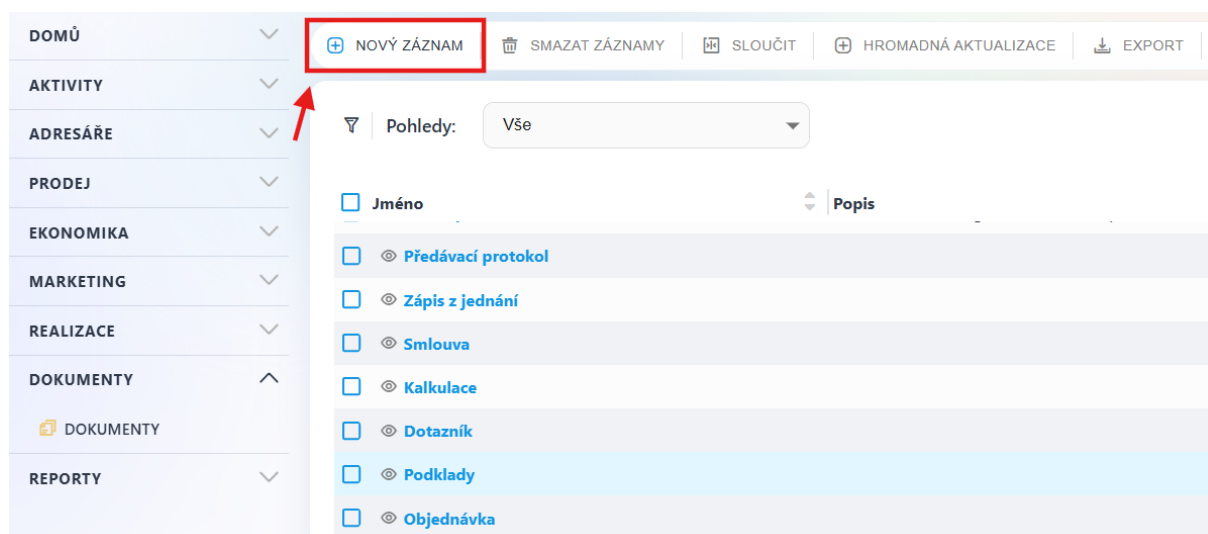 DOMŮ
AKTIVITY
ADRESÁŘE
PRODEJ
EKONOMIKA
MARKETING
REALIZACE
DOKUMENTY
DOKUMENTY
REPORTY
NOVÝ ZÁZNAM SMAZAT ZÁZNAMY SLOUČIT HROMADNÁ AKTUALIZACE EXPORT
Pohledy: Vše
Jméno Popis
Předávací protokol
Zápis z jednání
Smlouva
Kalkulace
Dotazník
Podklady
Objednávka